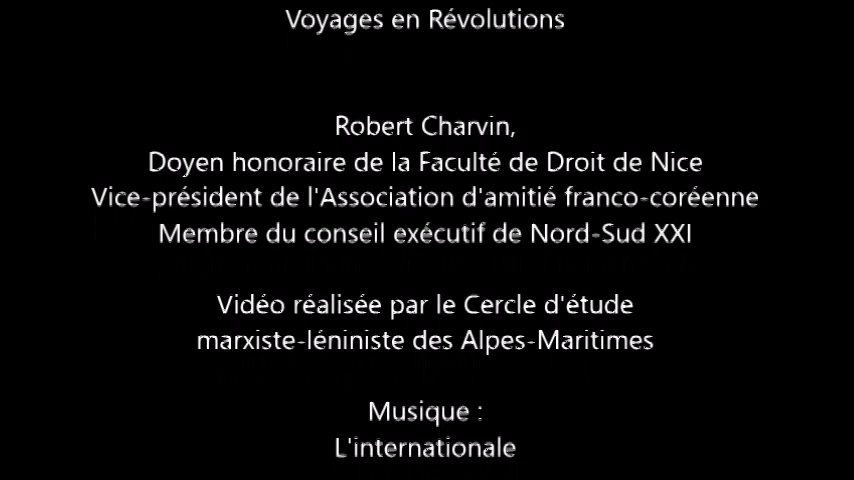 Voyages en Révolutions
Robert Charvin,
Doyen honoraire de la Faculté de Droit de Nice
Vice-président de l'Association d'amitié franco-coréenne
Membre du conseil exécutif de Nord-Sud XXI
Vidéo réalisée par le Cercle d'étude
marxiste-léniniste des Alpes-Maritimes
Musique :
L'internationale